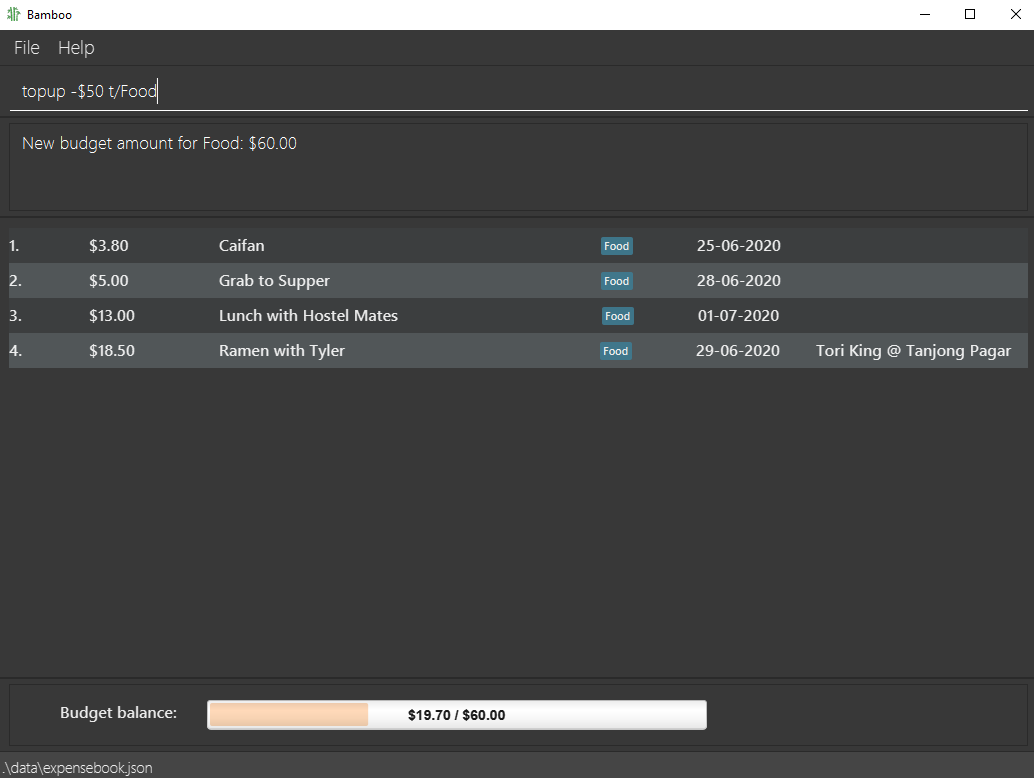 Bamboo
File Help
topup -$50 t/Food
New budget amount for Food: $60.00
1. $3.80 Caifan Food 25-06-2020
2. $5.00 Grab to Supper Food 28-06-2020
3. $13.00 Lunch with Hostel Mates Food 01-07-2020
4. $18.50 Ramen with Tyler Food 29-06-2020 Tori King @ Tanjong Pagar
Budget balance: $19.70 / $60.00
.\data\expensebook.json